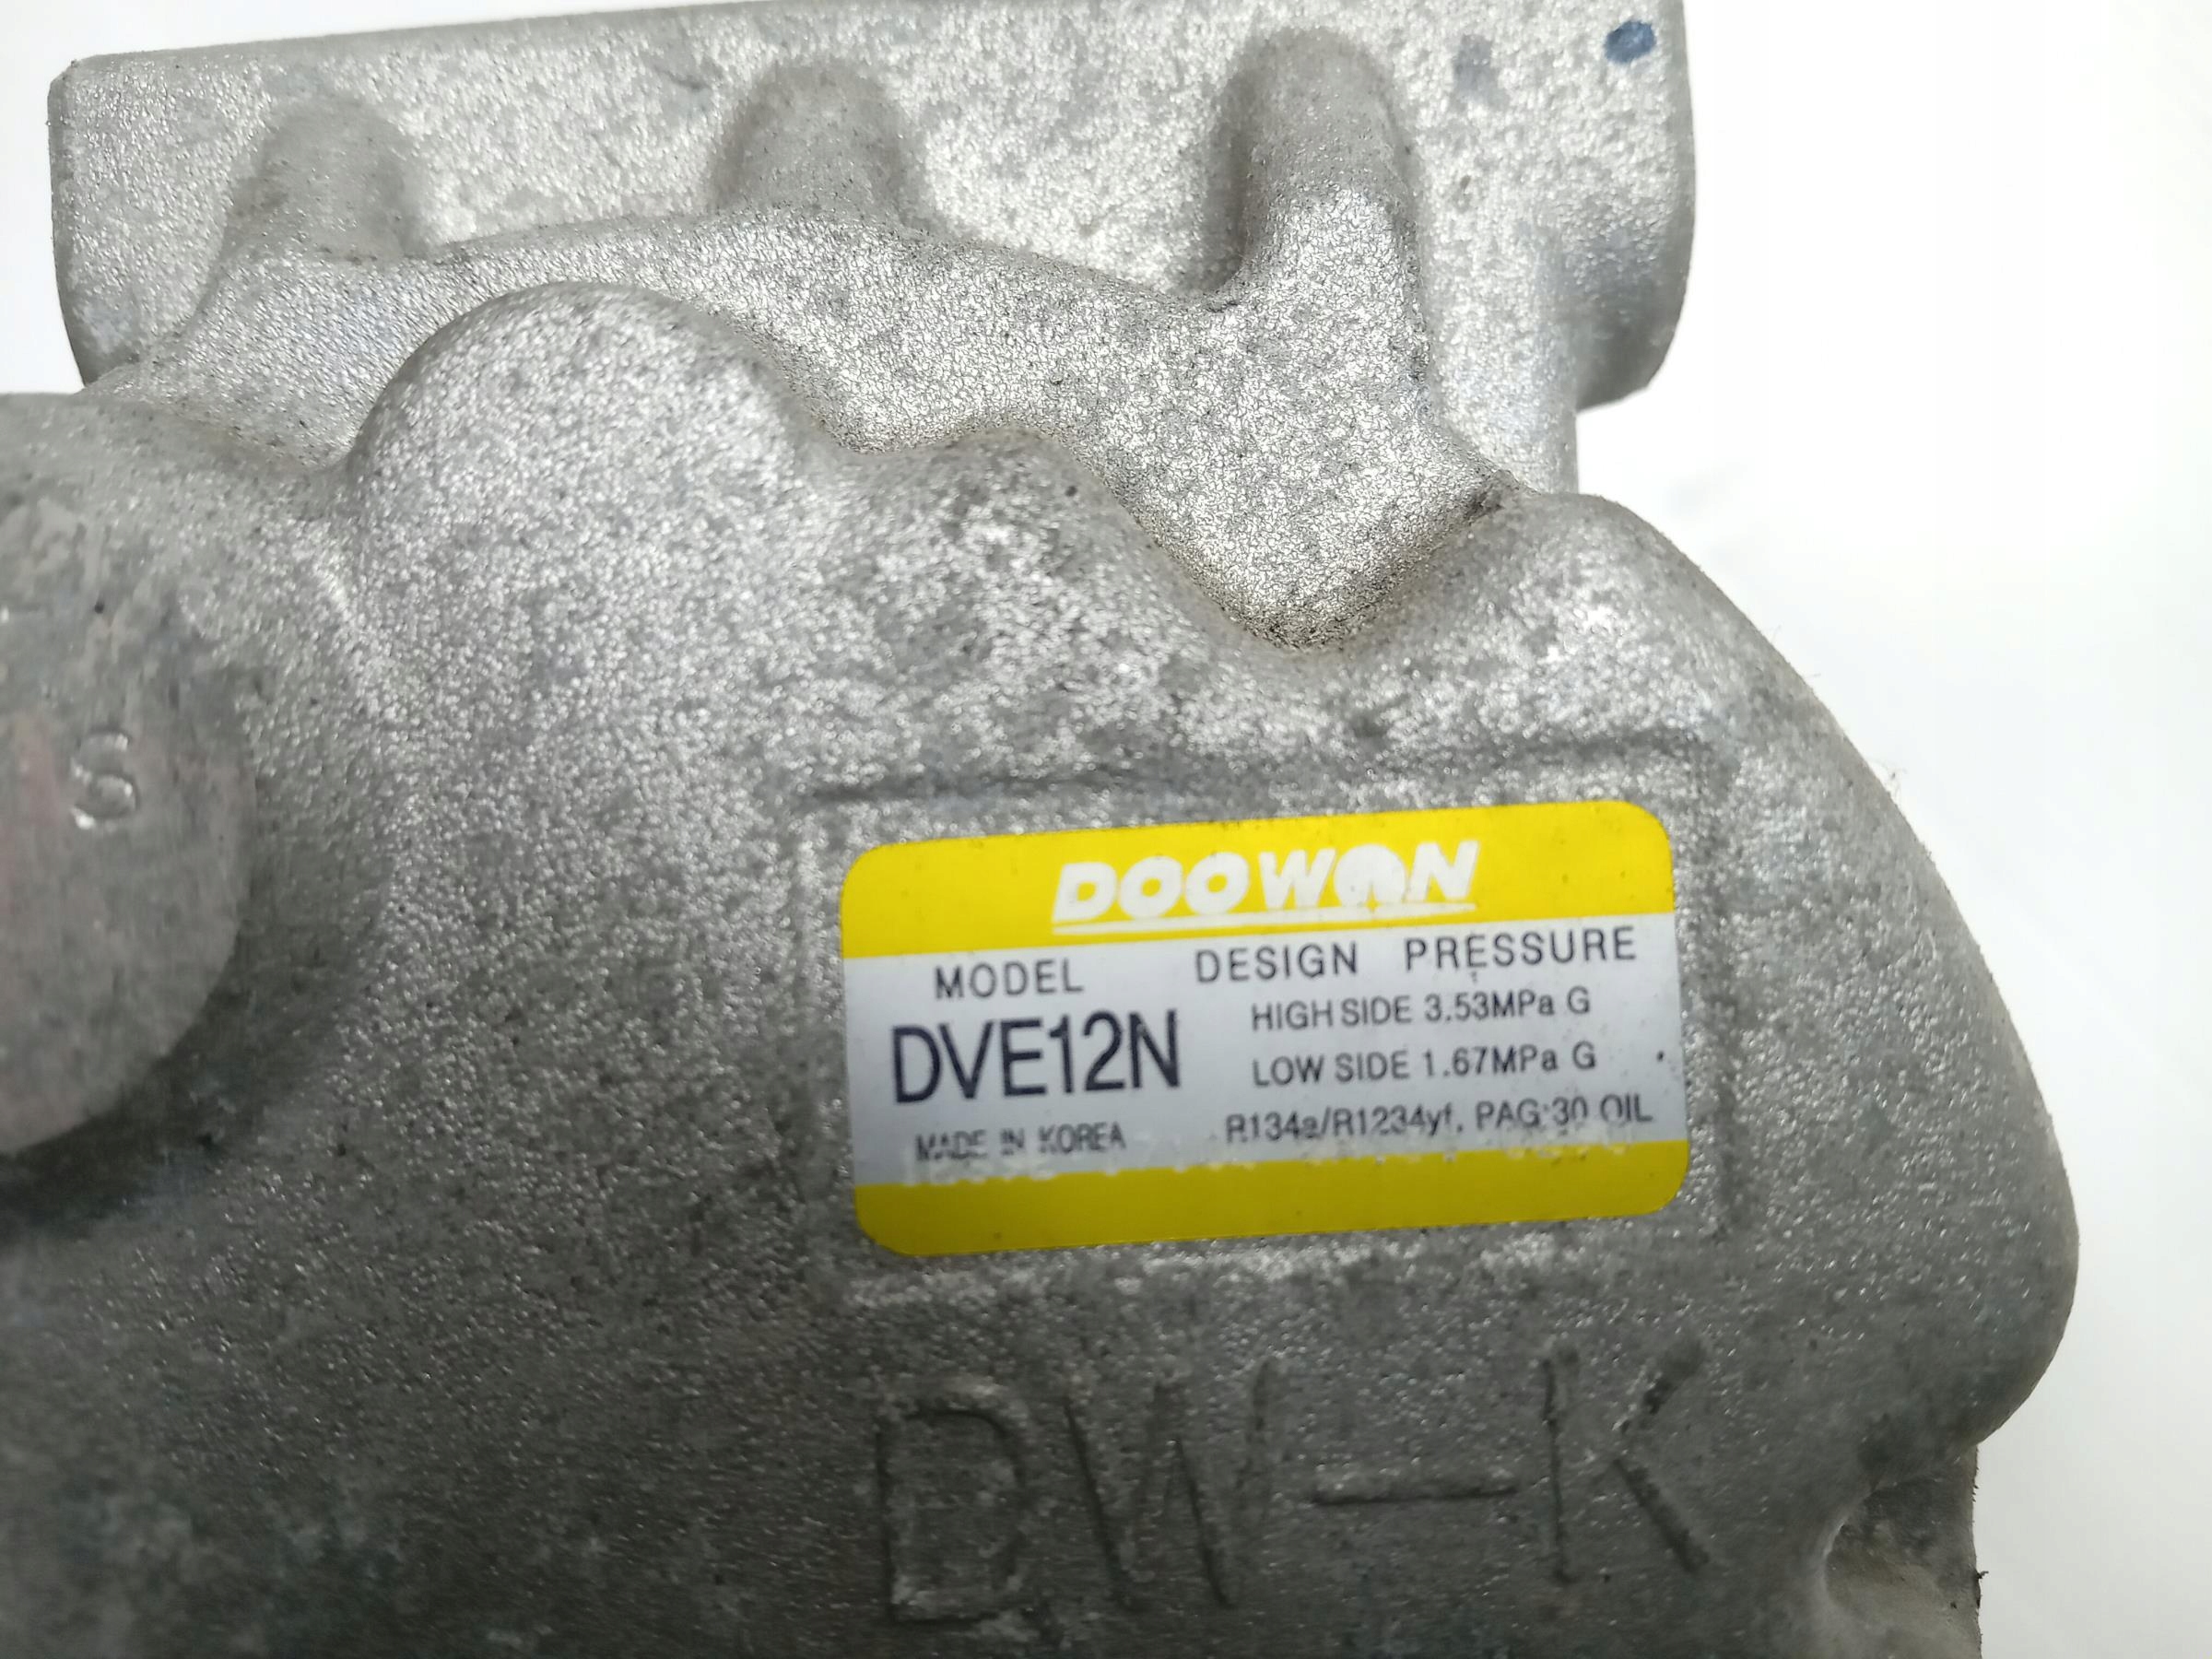 S
DOOWON
MODEL
DESIGN PRESSURE
DVE12N
HIGH SIDE 3.53MPa G
LOW SIDE 1.67MPa G
MADE IN KOREA
R134a/R1234yf, PAG 30 OIL
DW-K